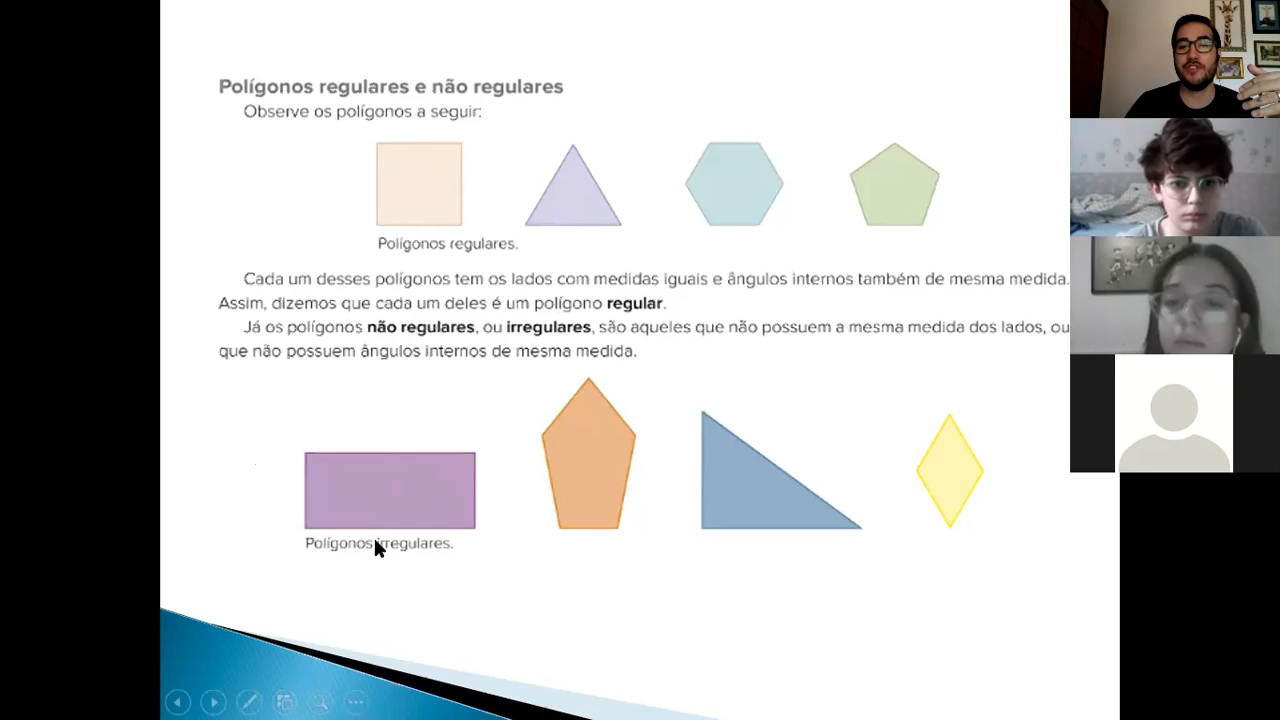 Polígonos regulares e não regulares
Observe os polígonos a seguir:
Polígonos regulares.
Cada um desses polígonos tem os lados com medidas iguais e ângulos internos também de mesma medida.
Assim, dizemos que cada um deles é um polígono regular.
Já os polígonos não regulares, ou irregulares, são aqueles que não possuem a mesma medida dos lados, ou
que não possuem ângulos internos de mesma medida.
Polígonos irregulares.